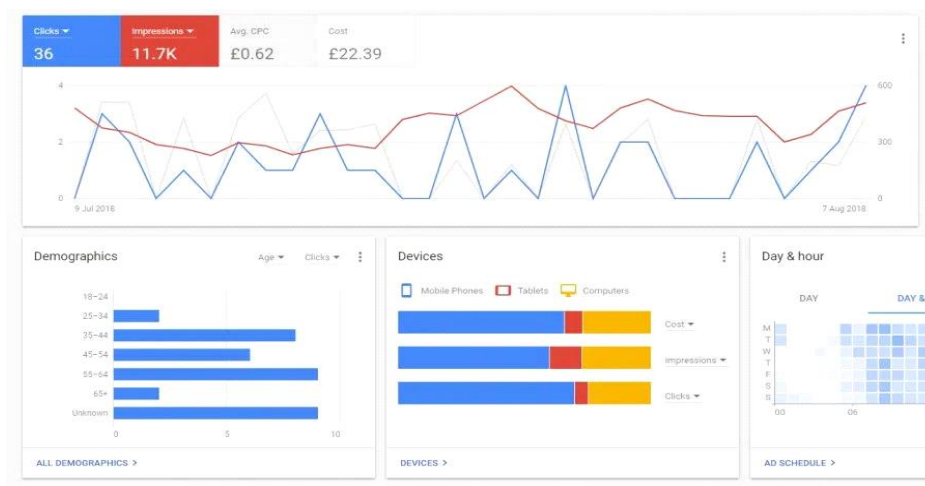 Clicks
Impressions
Avg. CPC
Cost
36
11.7K
£0.62
£22.39
4
600
2
300
0
0
9 Jul 2018
7 Aug 2018
Demographics
Age
Clicks
18–24
25–34
35–44
45–54
55–64
65+
Unknown
0
5
10
ALL DEMOGRAPHICS
Devices
Mobile Phones
Tablets
Computers
Cost
Impressions
Clicks
DEVICES
Day & hour
DAY
DAY &
M
T
W
T
F
S
S
03
06
AD SCHEDULE